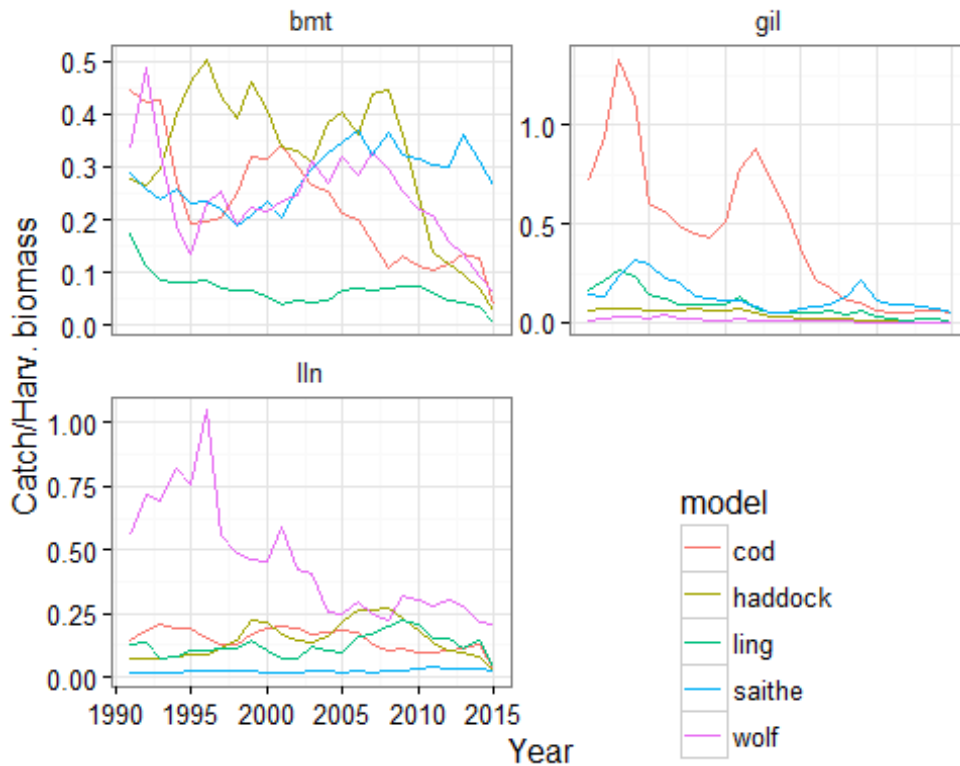 bmt
gil
0.5
0.4
0.3
0.2
0.1
0.0
1.0
0.5
0.0
Catch/Harv. biomass
lln
1.00
0.75
0.50
0.25
0.00
1990 1995 2000 2005 2010 2015
Year
model
cod
haddock
ling
saithe
wolf